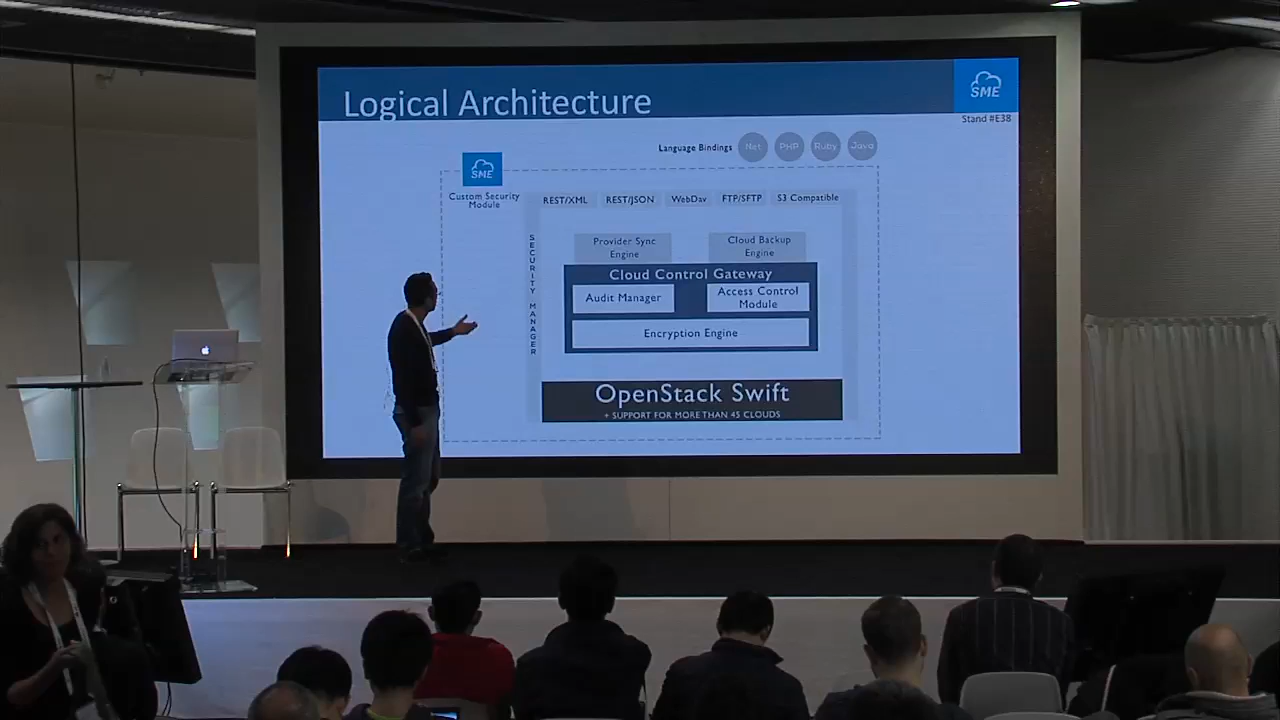 Logical Architecture
SME
Stand #E38
Language Bindings Net PHP Ruby Java
SME
Custom Security
Module
REST/XML REST/JSON WebDav FTP/SFTP S3 Compatible
SECURITY MANAGER
Provider Sync
Engine
Cloud Backup
Engine
Cloud Control Gateway
Audit Manager
Access Control
Module
Encryption Engine
OpenStack Swift
+ SUPPORT FOR MORE THAN 45 CLOUDS